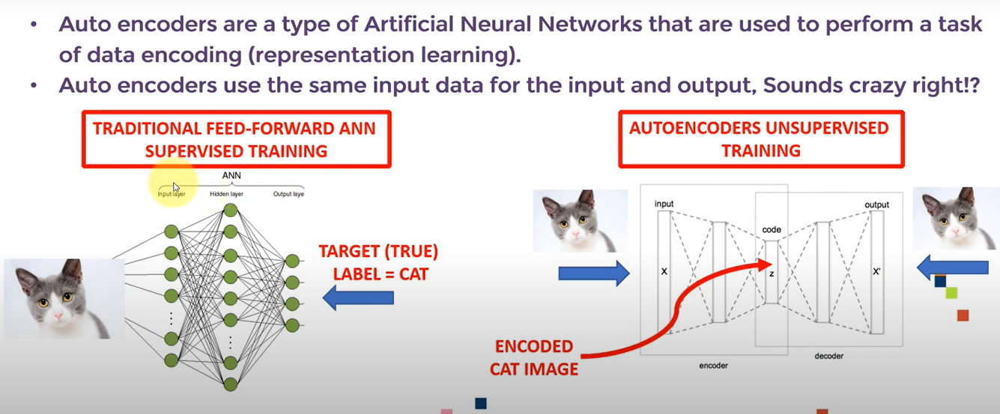 • Auto encoders are a type of Artificial Neural Networks that are used to perform a task
of data encoding (representation learning).
• Auto encoders use the same input data for the input and output, Sounds crazy right!?
TRADITIONAL FEED-FORWARD ANN
SUPERVISED TRAINING
ANN
Input layer
Hidden layer
Output laye
TARGET (TRUE)
LABEL = CAT
AUTOENCODERS UNSUPERVISED
TRAINING
input
output
code
X
z
X'
ENCODED
CAT IMAGE
encoder
decoder